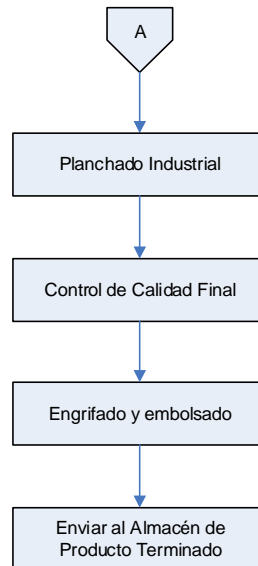 A
Planchado Industrial
Control de Calidad Final
Engrifado y embolsado
Enviar al Almacén de
Producto Terminado